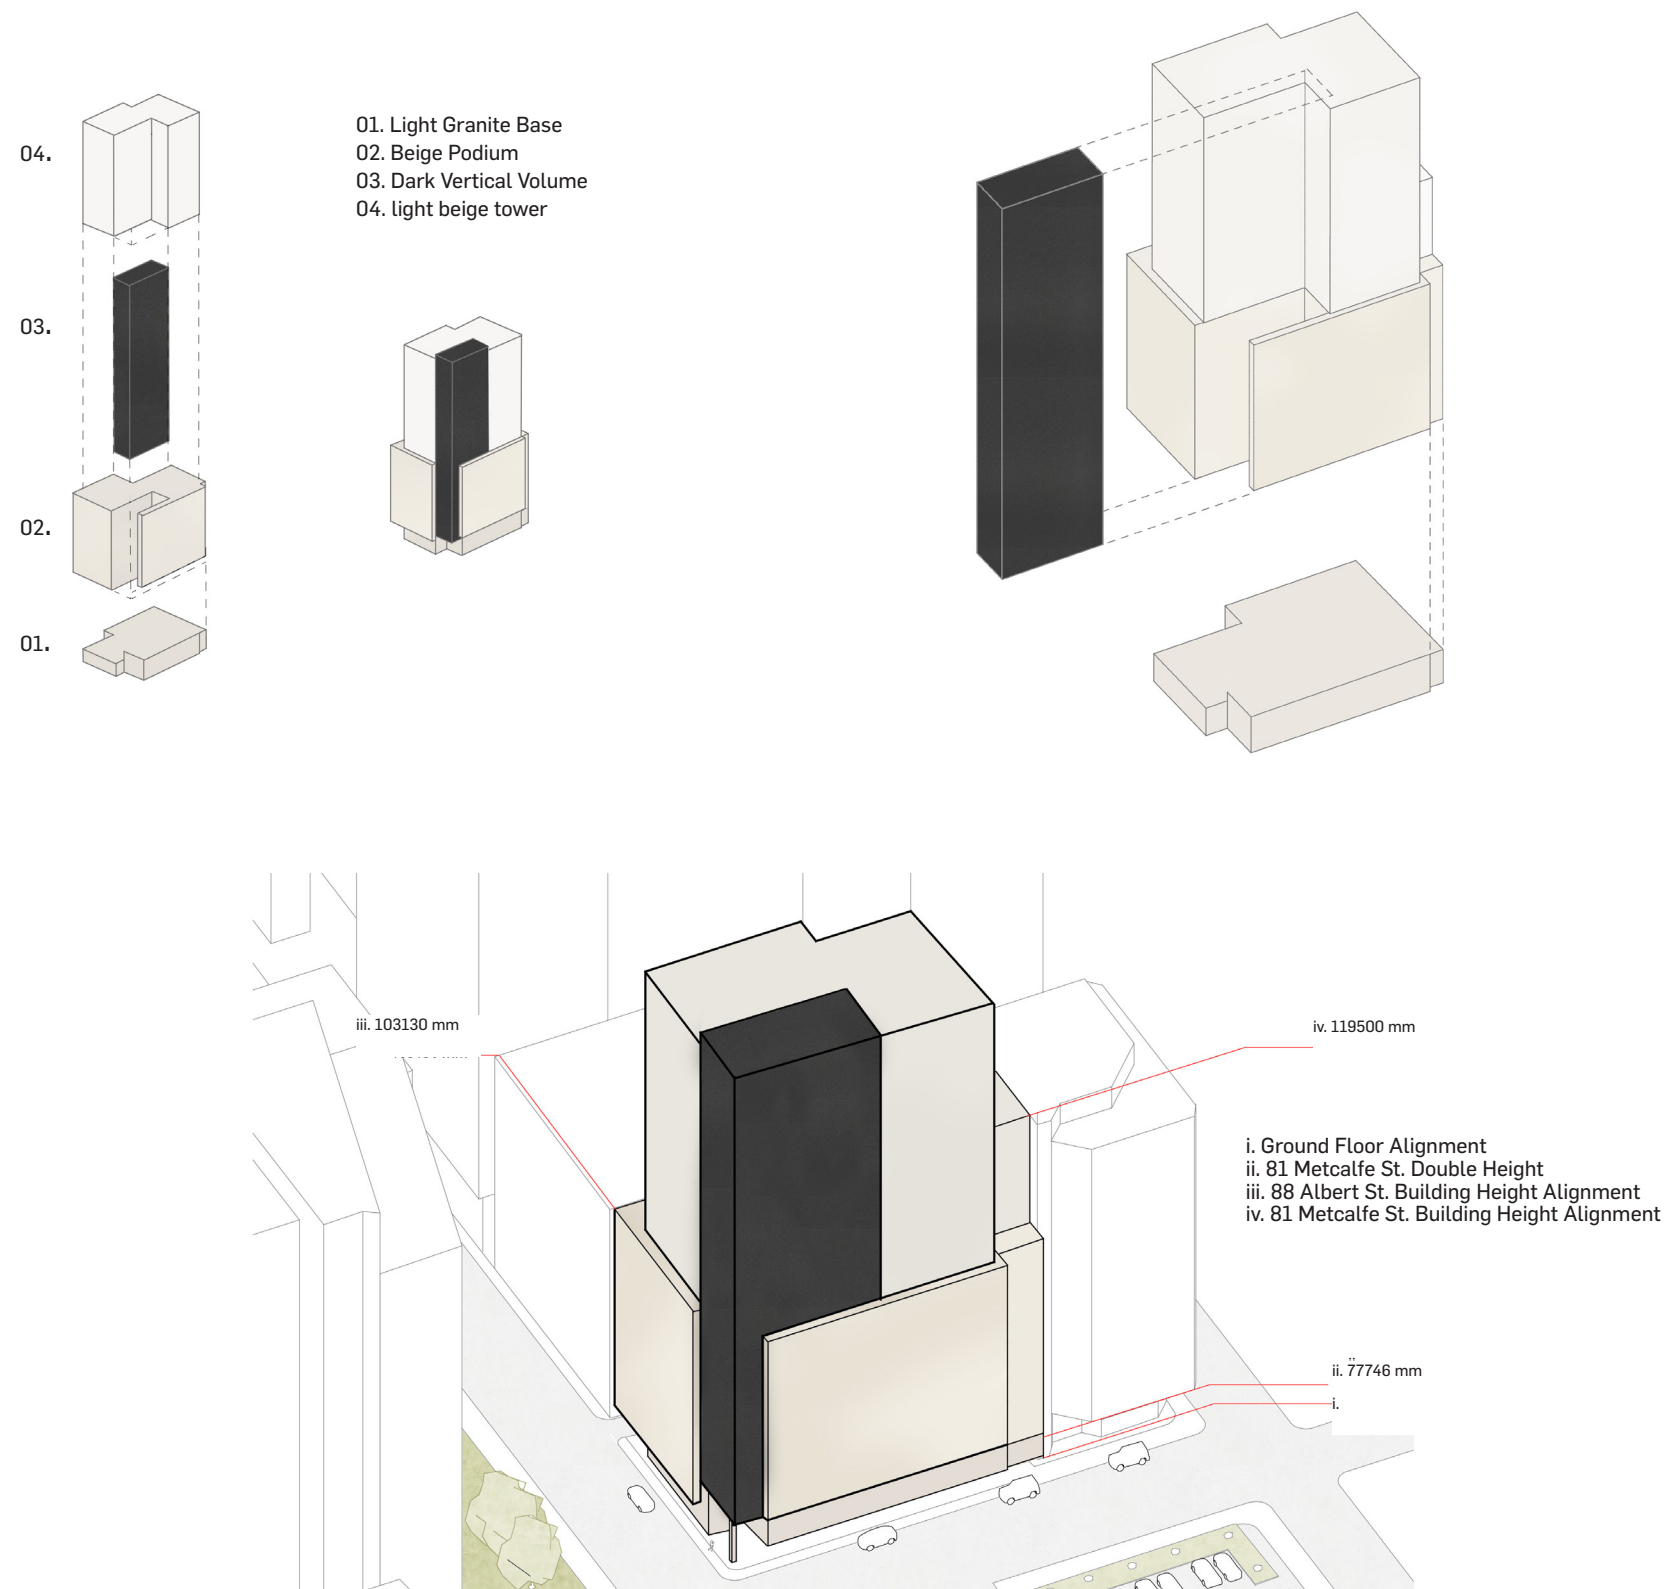 04.
03.
02.
01.
01. Light Granite Base
02. Beige Podium
03. Dark Vertical Volume
04. light beige tower
iii. 103130 mm
iv. 119500 mm
i. Ground Floor Alignment
ii. 81 Metcalfe St. Double Height
iii. 88 Albert St. Building Height Alignment
iv. 81 Metcalfe St. Building Height Alignment
ii. 77746 mm
i.